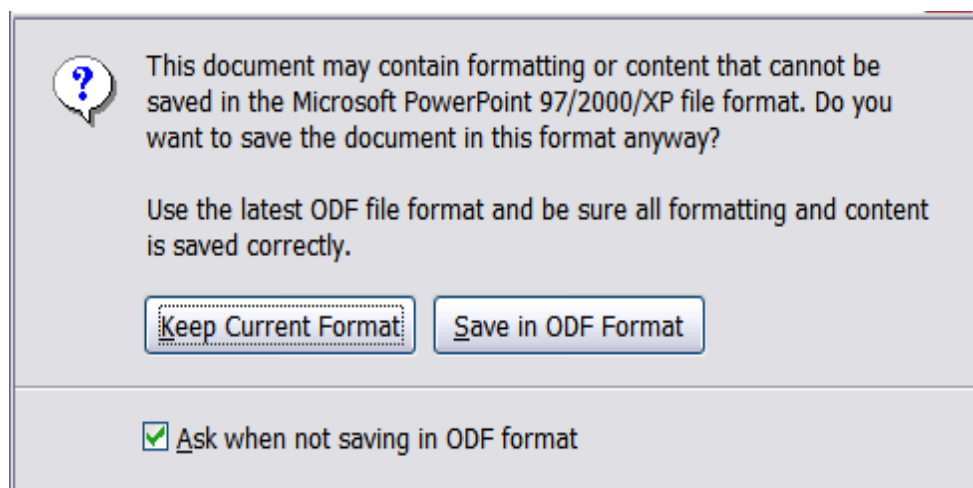 This document may contain formatting or content that cannot be
saved in the Microsoft PowerPoint 97/2000/XP file format. Do you
want to save the document in this format anyway?
Use the latest ODF file format and be sure all formatting and content
is saved correctly.
Keep Current Format Save in ODF Format
Ask when not saving in ODF format